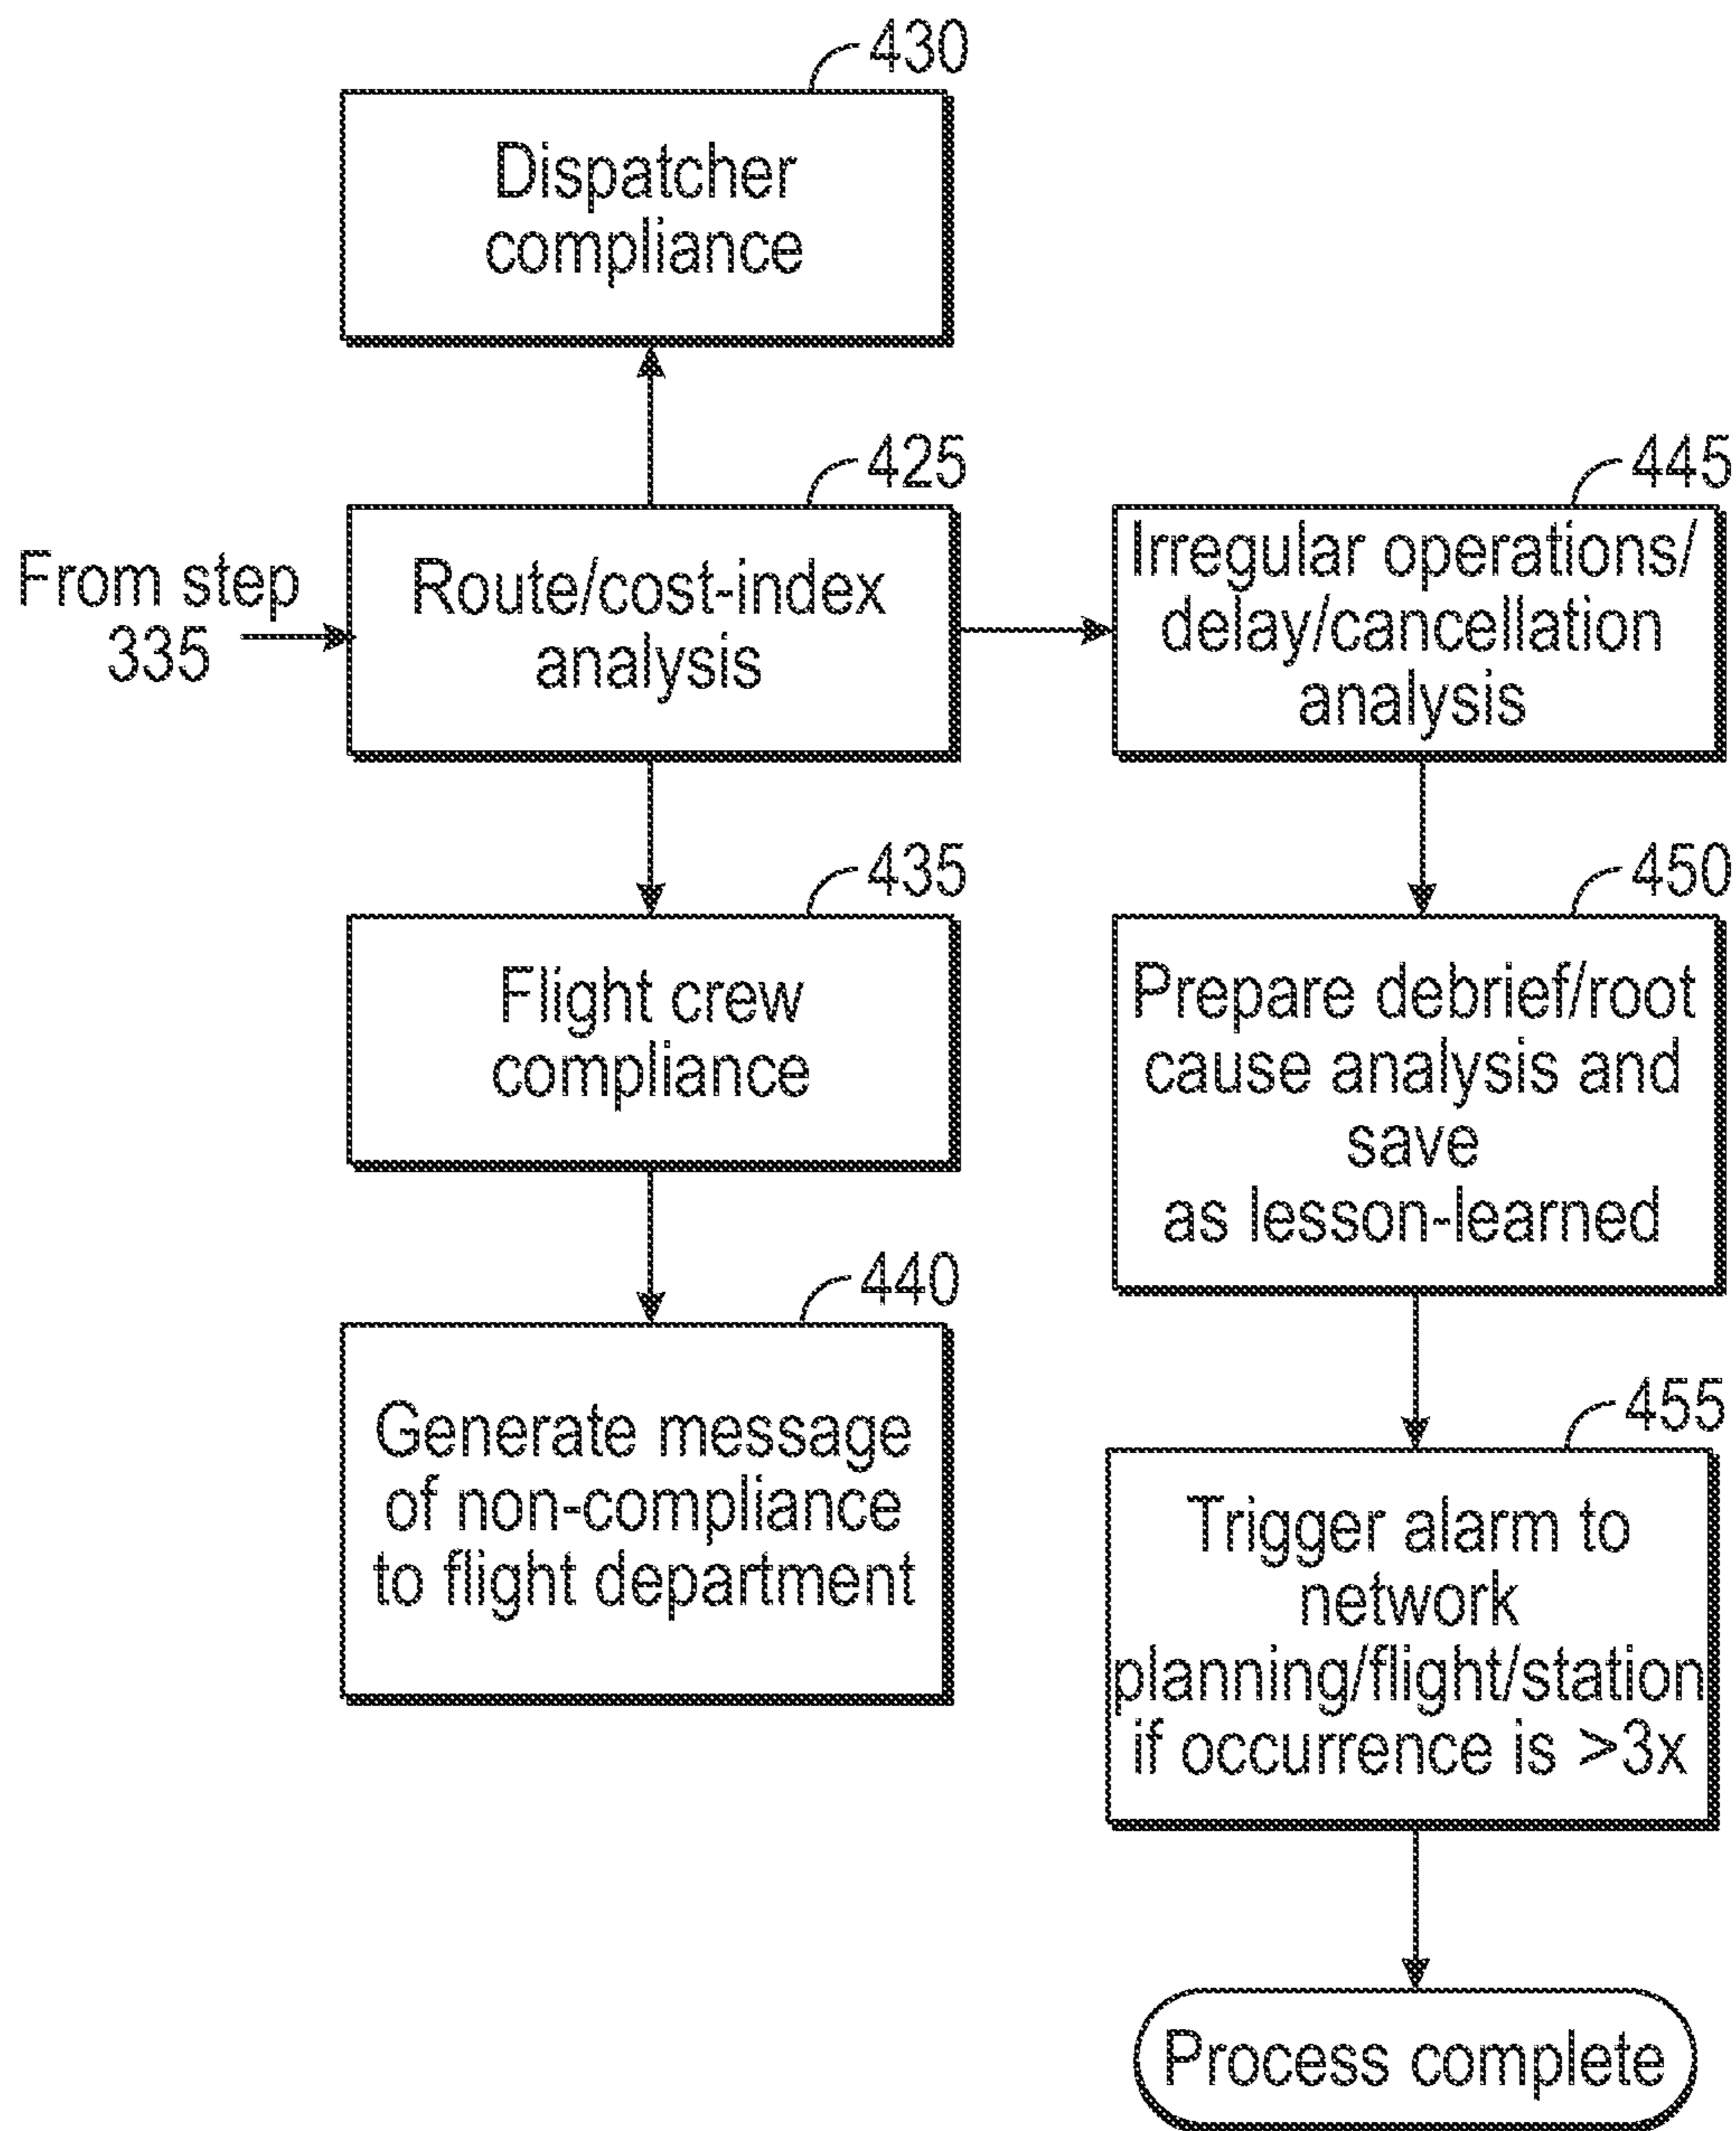 430
Dispatcher
compliance
425
445
From step
335
Route/cost-index
analysis
Irregular operations/
delay/cancellation
analysis
435
450
Flight crew
compliance
Prepare debrief/root
cause analysis and
save
as lesson-learned
440
455
Generate message
of non-compliance
to flight department
Trigger alarm to
network
planning/flight/station
if occurrence is >3x
Process complete